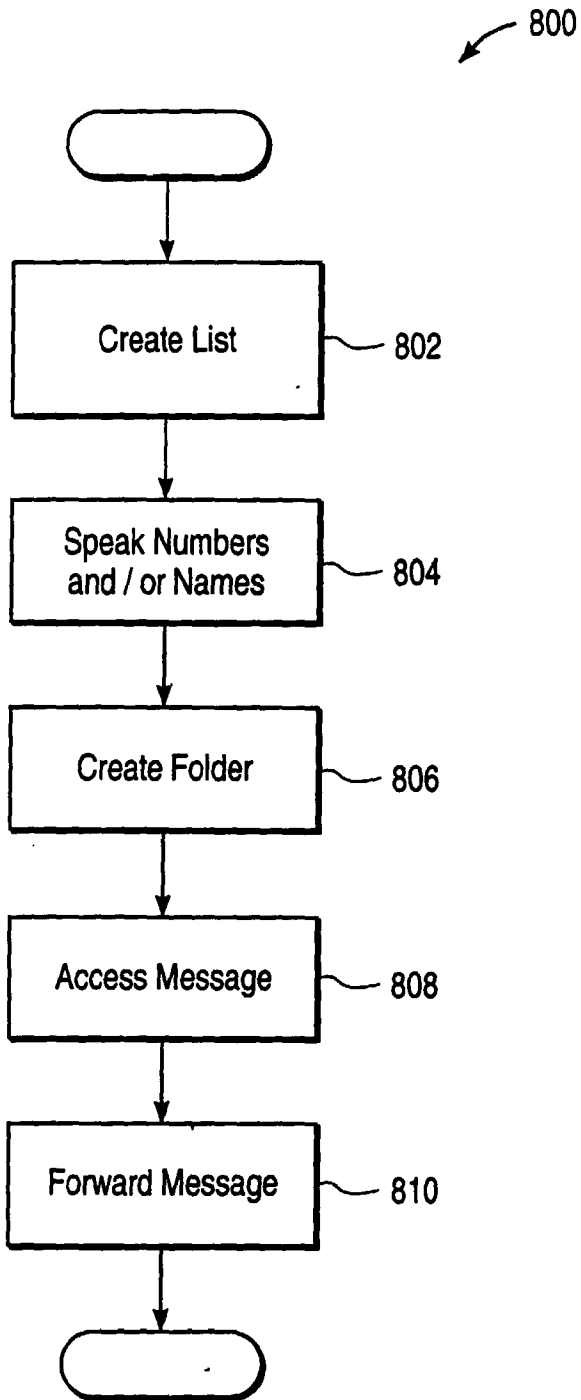 800
Create List
802
Speak Numbers
and / or Names
804
Create Folder
806
Access Message
808
Forward Message
810